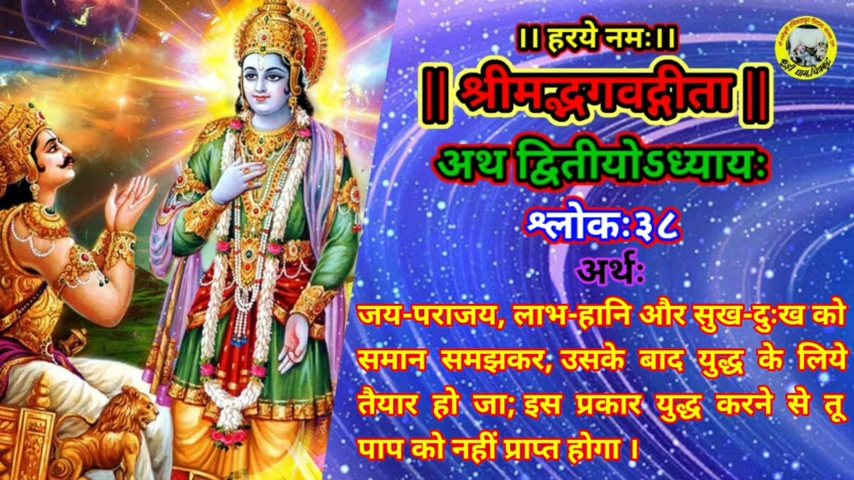 ।। हरये नमः।।
|| श्रीमद्भगवद्गीता ||
अथ द्वितीयोऽध्यायः
श्लोकः३८
अर्थः
जय-पराजय, लाभ-हानि और सुख-दुःख को
समान समझकर, उसके बाद युद्ध के लिये
तैयार हो जा; इस प्रकार युद्ध करने से तू
पाप को नहीं प्राप्त होगा ।